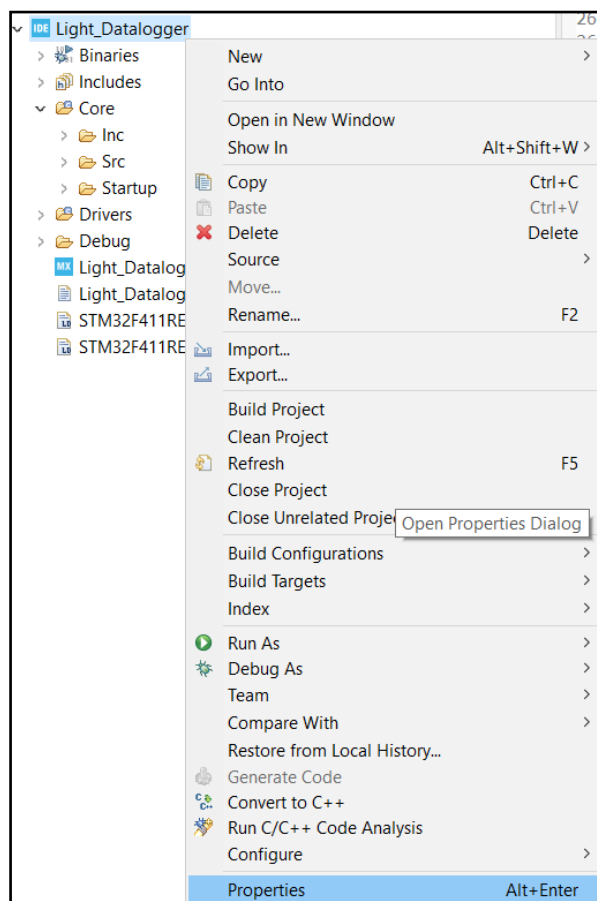 26
IDE Light_Datalogger
Binaries
Includes
Core
Inc
Src
Startup
Drivers
Debug
MX Light_Datalog
Light_Datalog
STM32F411RE
STM32F411RE
New
Go Into
Open in New Window
Show In Alt+Shift+W
Copy Ctrl+C
Paste Ctrl+V
Delete Delete
Source
Move...
Rename... F2
Import...
Export...
Build Project
Clean Project
Refresh F5
Close Project
Close Unrelated Projec
Open Properties Dialog
Build Configurations
Build Targets
Index
Run As
Debug As
Team
Compare With
Restore from Local History...
Generate Code
Convert to C++
Run C/C++ Code Analysis
Configure
Properties Alt+Enter